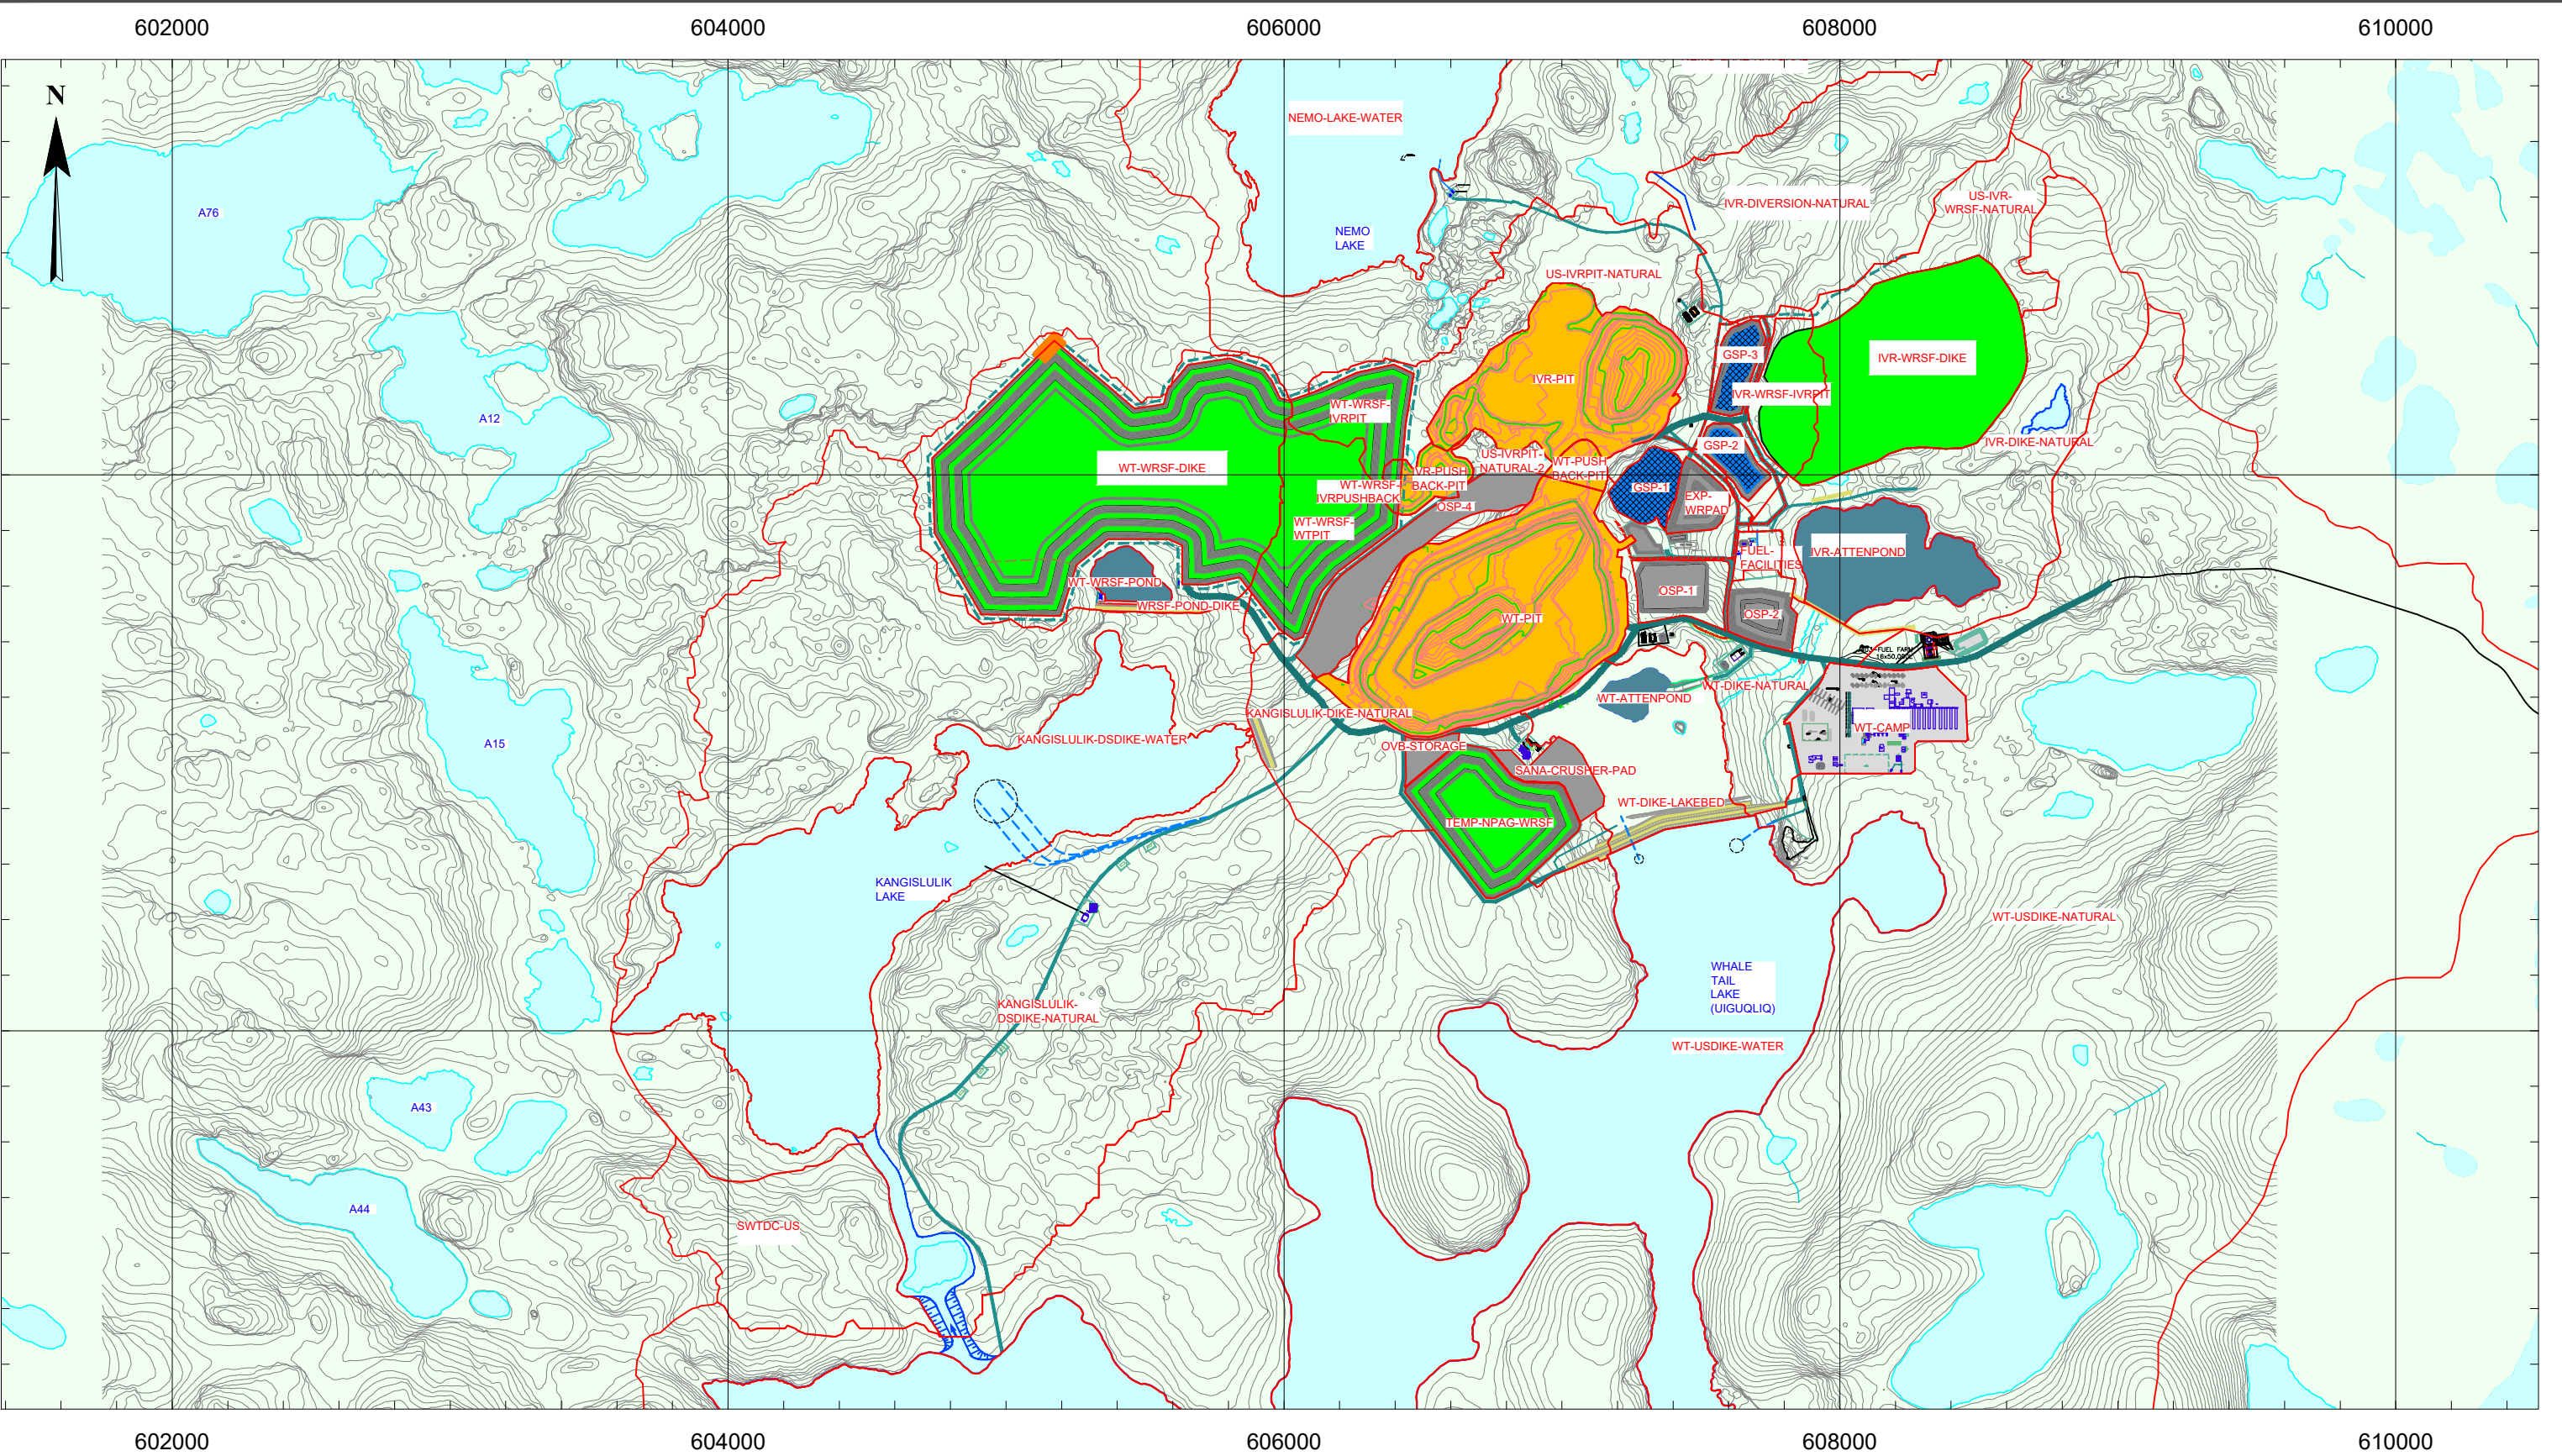 602000
604000
606000
608000
610000
N
NEMO-LAKE-WATER
A76
US-IVR-
WRSF-NATURAL
IVR-DIVERSION-NATURAL
NEMO
LAKE
US-IVRPIT-NATURAL
GSP-3
IVR-WRSF-DIKE
IVR-PIT
IVR-WRSF-IVRPIT
WT-WRSF-
IVRPIT
A12
IVR-DIKE-NATURAL
GSP-2
US-IVRPIT-
NATURAL-2
WT-PUSH
BACK-PIT
WT-WRSF-DIKE
VR-PUSH
BACK-PIT
WT-WRSF-
IVRPUSHBACK
GSP-1
EXP-
WRPAD
OSP-4
WT-WRSF-
WTPIT
FUEL-
FACILITIES
IVR-ATTENPOND
WT-WRSF-POND
OSP-1
WRSF-POND-DIKE
OSP-2
WT-PIT
FUEL FARM
WT-DIKE-NATURAL
WT-ATTENPOND
KANGISLULIK-DIKE-NATURAL
WT-CAMP
KANGISLULIK-DSDIKE-WATER
A15
OVB-STORAGE
SANA-CRUSHER-PAD
WT-DIKE-LAKEBED
TEMP-NPAG-WRSF
KANGISLULIK
LAKE
WT-USDIKE-NATURAL
WHALE
TAIL
LAKE
(UIGUQLIQ)
KANGISLULIK-
DSDIKE-NATURAL
WT-USDIKE-WATER
A43
A44
SWTDC-US
602000
604000
606000
608000
610000